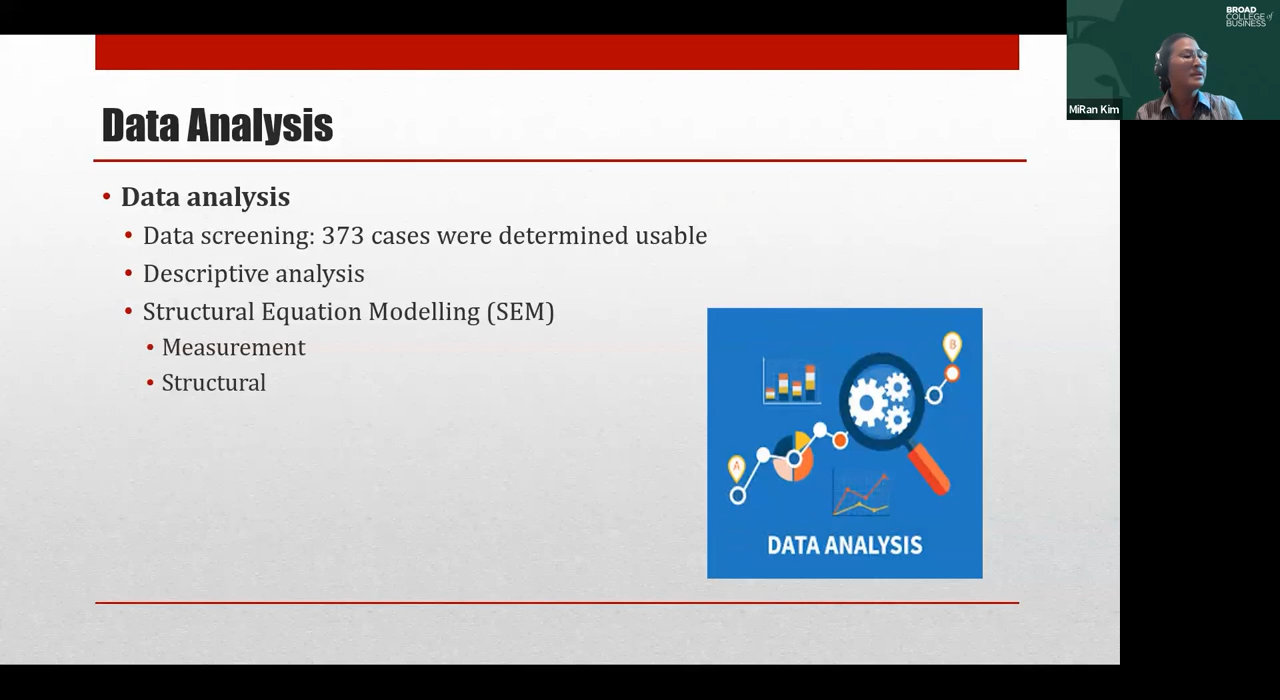 Data Analysis
• Data analysis
• Data screening: 373 cases were determined usable
• Descriptive analysis
• Structural Equation Modelling (SEM)
• Measurement
• Structural
A
B
DATA ANALYSIS
BROAD
COLLEGE of
BUSINESS
MiRan Kim